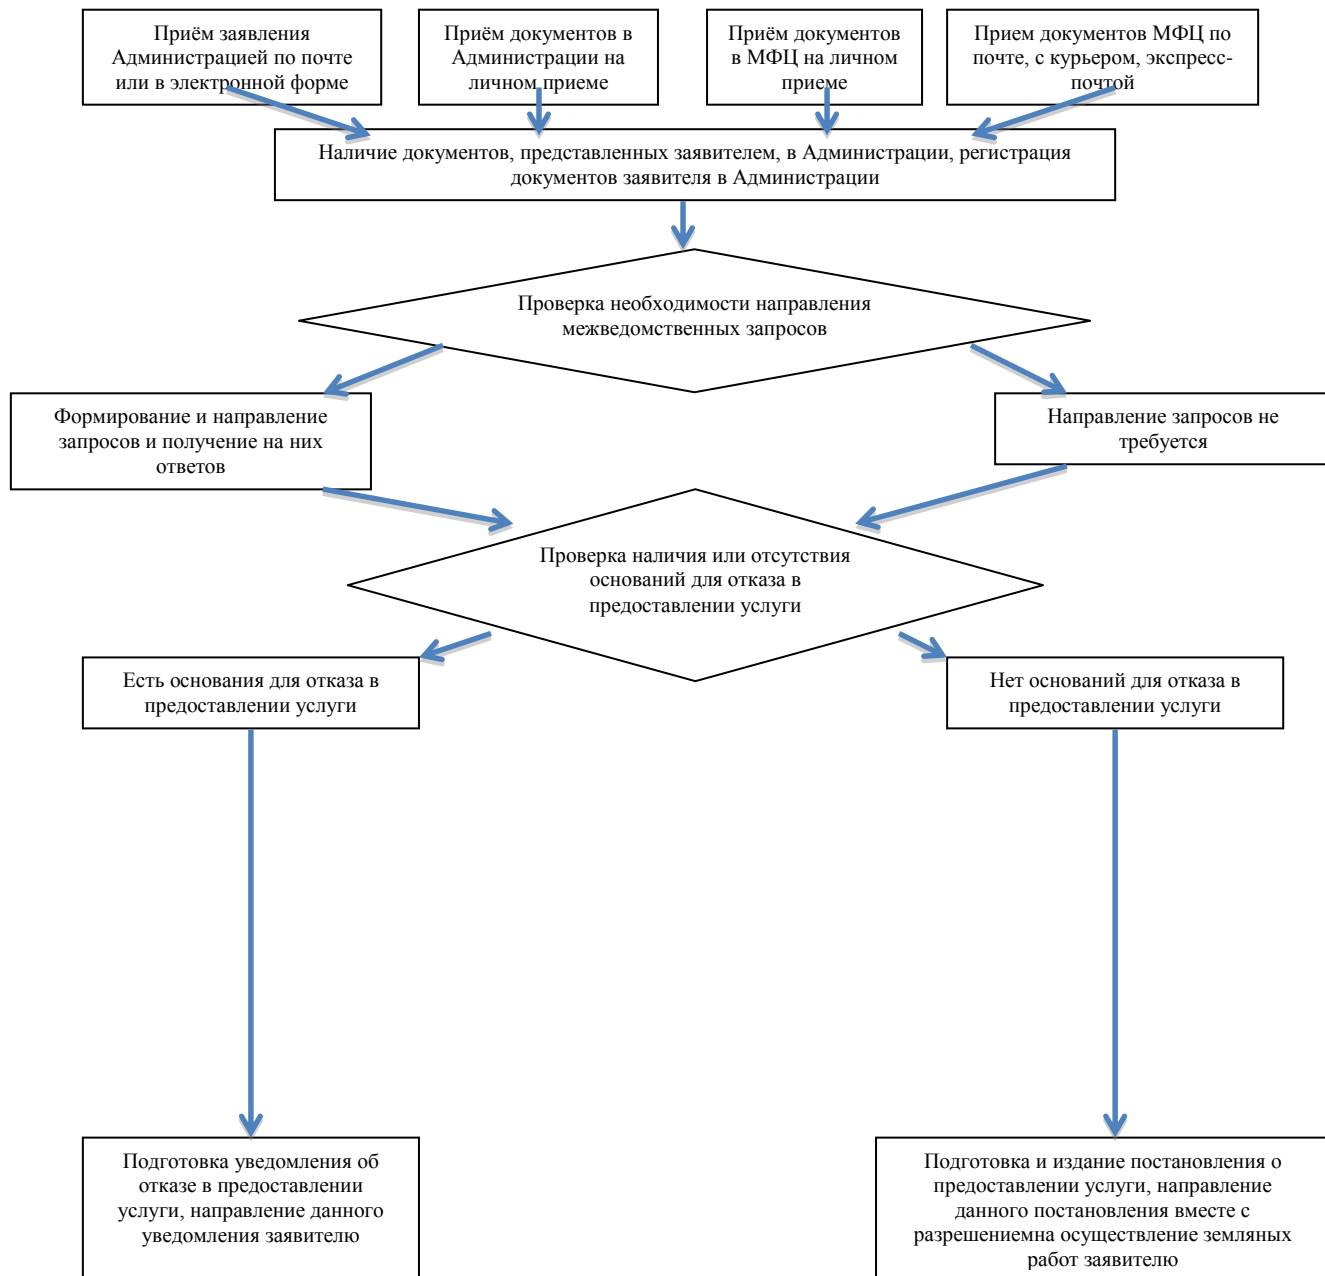 Приём заявления
Администрацией по почте
или в электронной форме
Приём документов в
Администрации на
личном приеме
Приём документов
в МФЦ на личном
приеме
Прием документов МФЦ по
почте, с курьером, экспресс-
почтой
Наличие документов, представленных заявителем, в Администрации, регистрация
документов заявителя в Администрации
Проверка необходимости направления
межведомственных запросов
Формирование и направление
запросов и получение на них
ответов
Направление запросов не
требуется
Проверка наличия или отсутствия
оснований для отказа в
предоставлении услуги
Есть основания для отказа в
предоставлении услуги
Нет оснований для отказа в
предоставлении услуги
Подготовка уведомления об
отказе в предоставлении
услуги, направление данного
уведомления заявителю
Подготовка и издание постановления о
предоставлении услуги, направление
данного постановления вместе с
разрешениемна осуществление земляных
работ заявителю